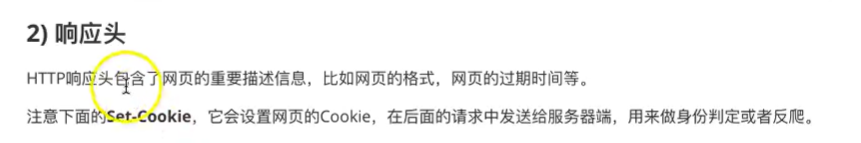 2) 响应头
HTTP响应头包含了网页的重要描述信息，比如网页的格式，网页的过期时间等。
注意下面的Set-Cookie，它会设置网页的Cookie，在后面的请求中发送给服务器端，用来做身份判定或者反爬。